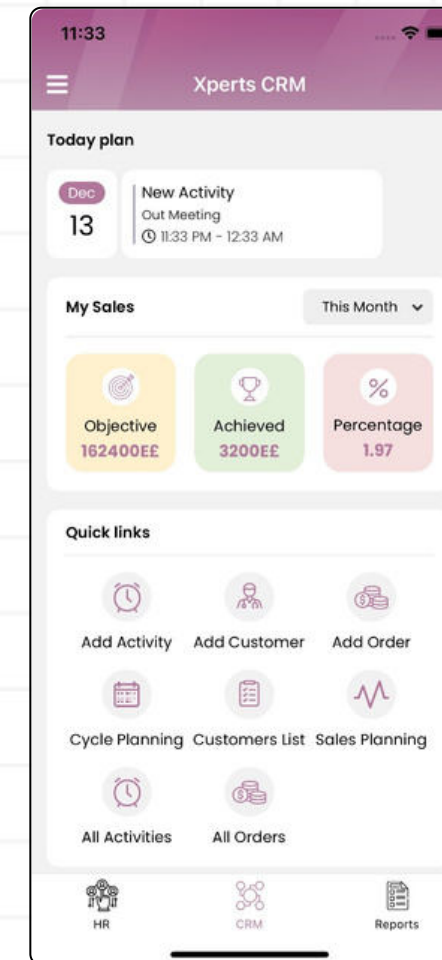 11:33
Xperts CRM
Today plan
Dec
13
New Activity
Out Meeting
11:33 PM - 12:33 AM
My Sales
This Month
Objective
162400E£
Achieved
3200E£
%
Percentage
1.97
Quick links
Add Activity
Add Customer
Add Order
Cycle Planning
Customers List
Sales Planning
All Activities
All Orders
HR
CRM
Reports